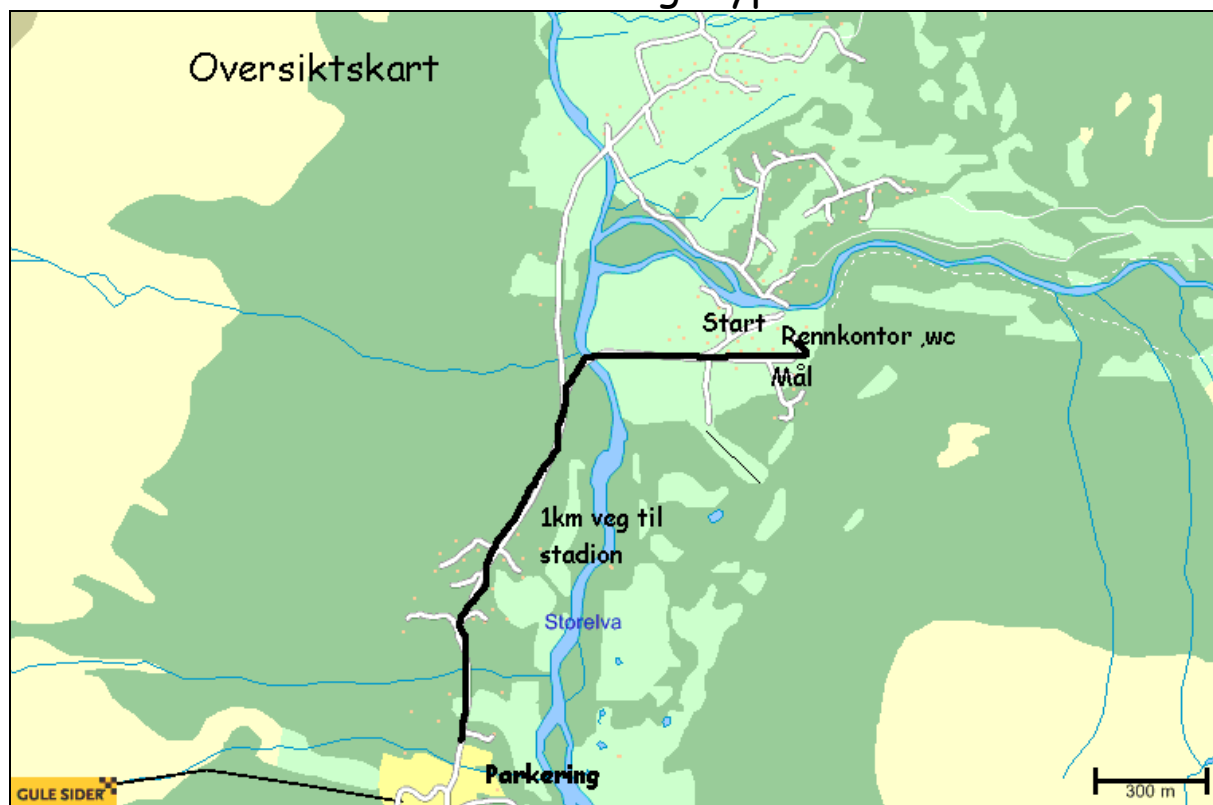 Oversiktskart
Start
Rennkontor ,wc
Mål
1km veg til
stadion
Storelva
Parkering
GULE SIDER
300 m